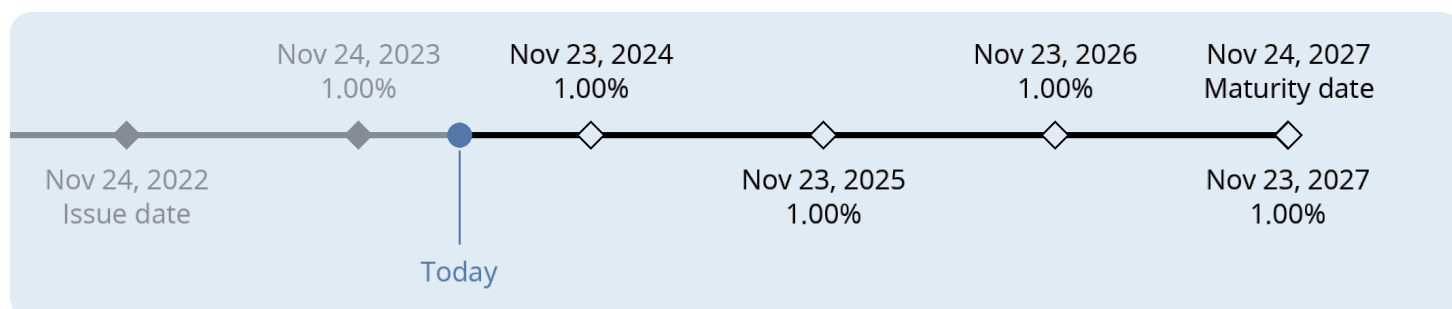 Nov 24, 2023
1.00%
Nov 23, 2024
1.00%
Nov 23, 2026
1.00%
Nov 24, 2027
Maturity date
Nov 24, 2022
Issue date
Nov 23, 2025
1.00%
Nov 23, 2027
1.00%
Today